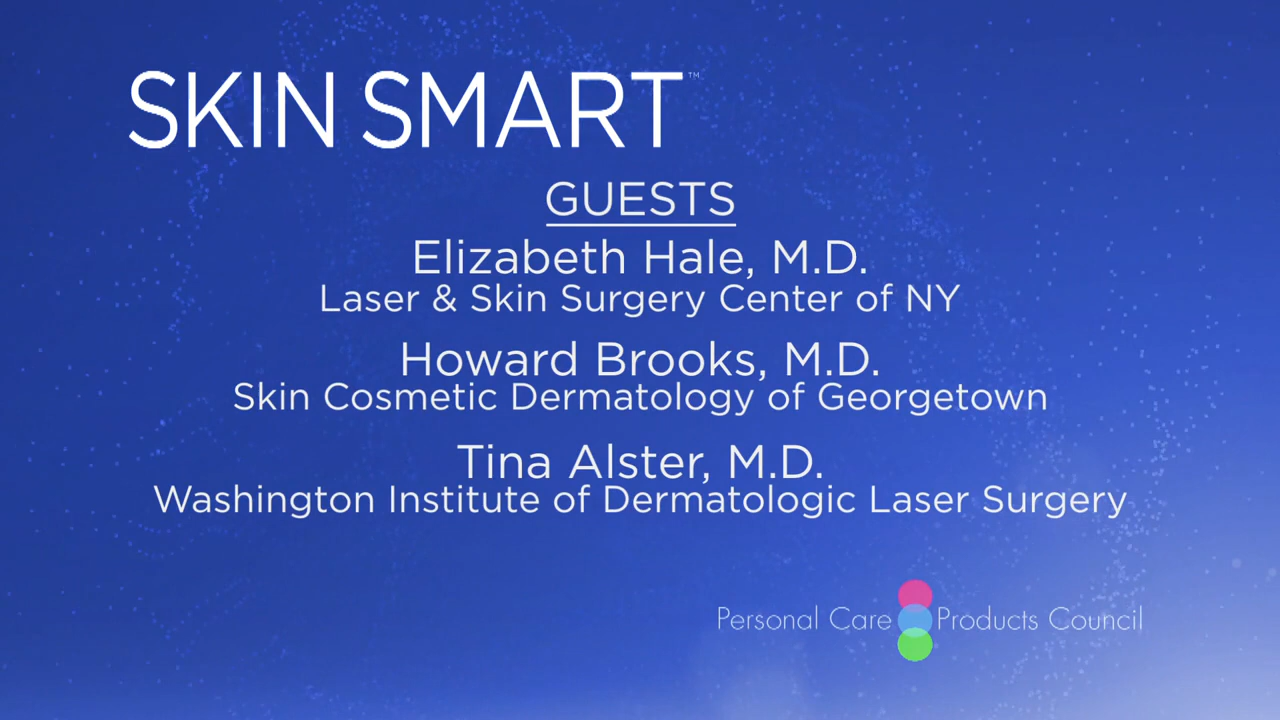 SKIN SMART™
GUESTS
Elizabeth Hale, M.D.
Laser & Skin Surgery Center of NY
Howard Brooks, M.D.
Skin Cosmetic Dermatology of Georgetown
Tina Alster, M.D.
Washington Institute of Dermatologic Laser Surgery
Personal Care Products Council